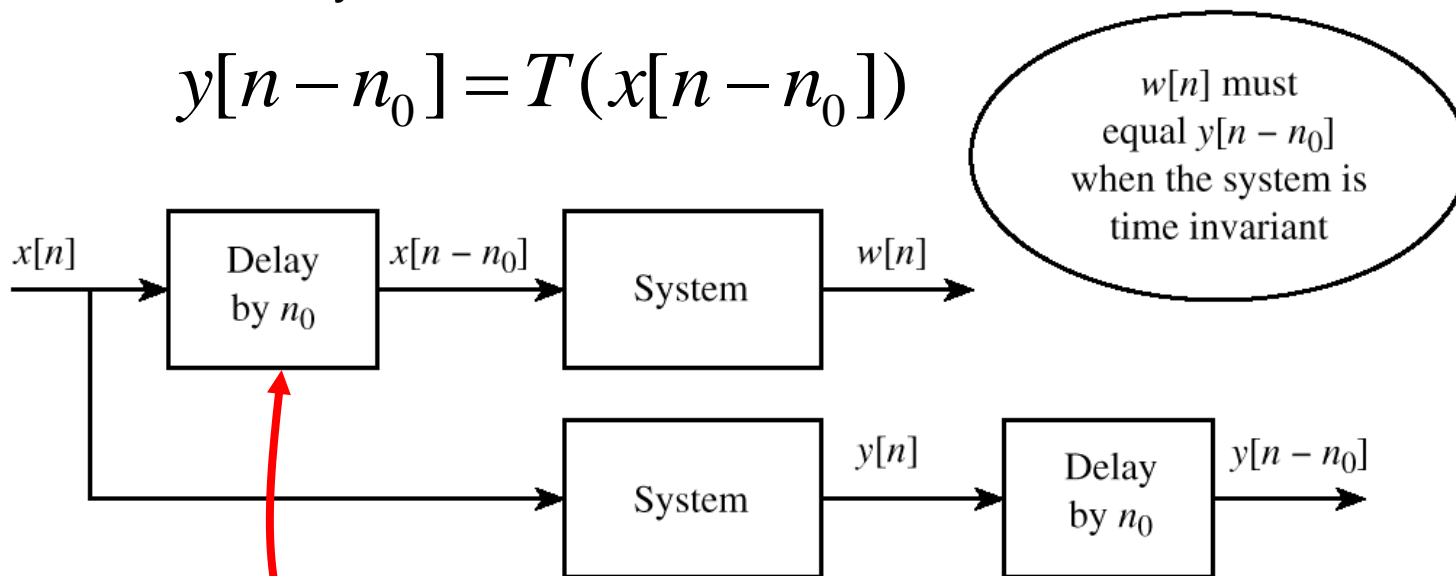 y[n − n₀] = T(x[n − n₀])
w[n] must
equal y[n − n₀]
when the system is
time invariant
x[n]
Delay
by n₀
x[n − n₀]
System
w[n]
System
y[n]
Delay
by n₀
y[n − n₀]